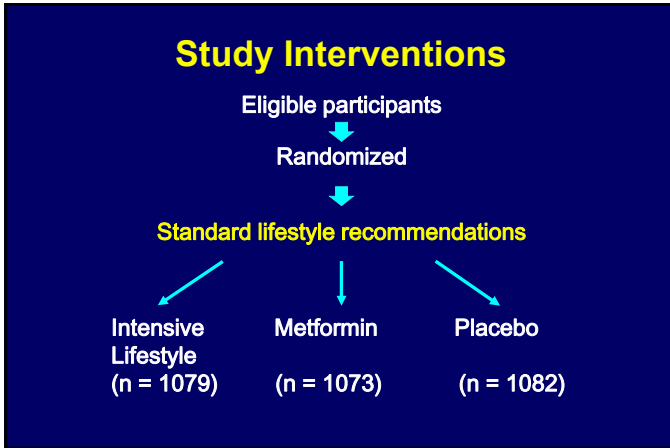 Study Interventions
Eligible participants
Randomized
Standard lifestyle recommendations
Intensive
Lifestyle
(n = 1079)
Metformin
(n = 1073)
Placebo
(n = 1082)